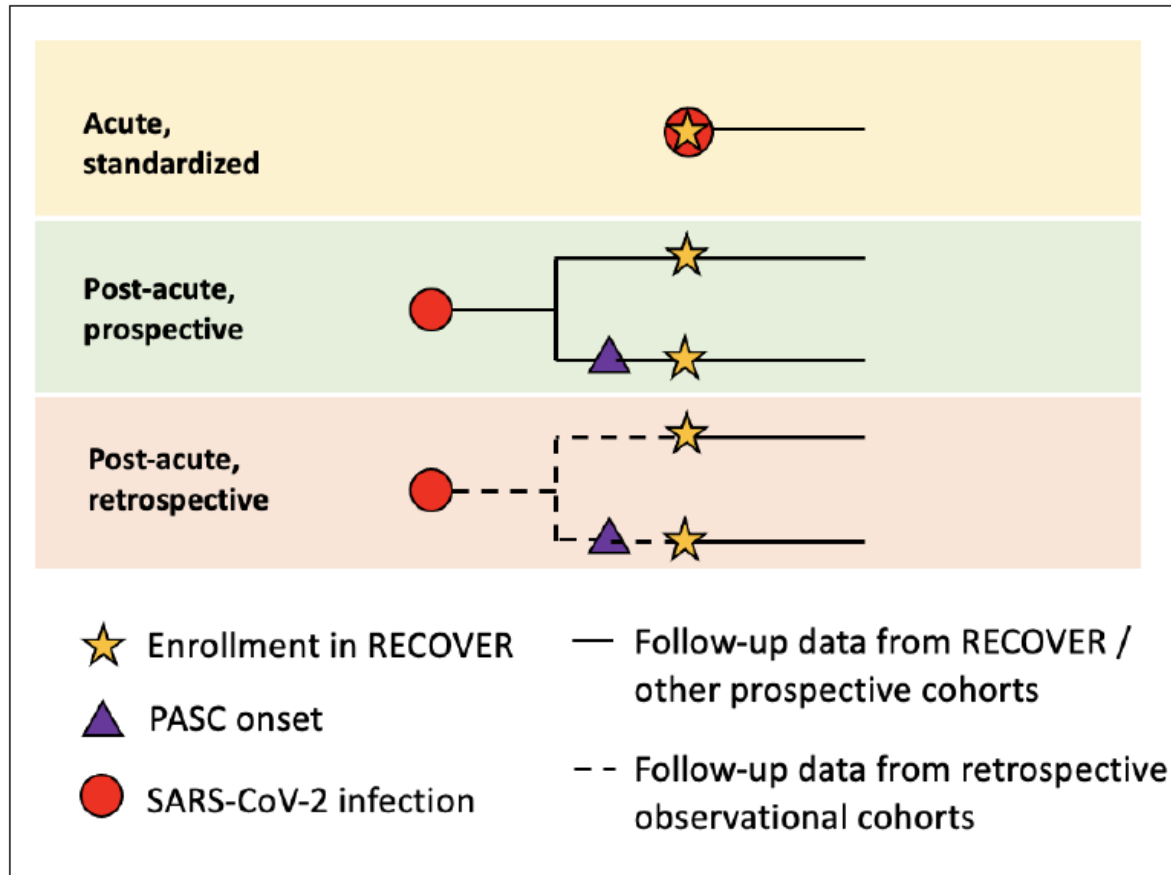 Acute,
standardized
Post-acute,
prospective
Post-acute,
retrospective
Enrollment in RECOVER
PASC onset
SARS-CoV-2 infection
Follow-up data from RECOVER /
other prospective cohorts
Follow-up data from retrospective
observational cohorts